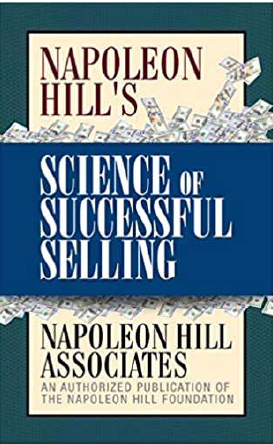 NAPOLEON
HILL'S
SCIENCE OF
SUCCESSFUL
SELLING
NAPOLEON HILL
ASSOCIATES
AN AUTHORIZED PUBLICATION OF
THE NAPOLEON HILL FOUNDATION